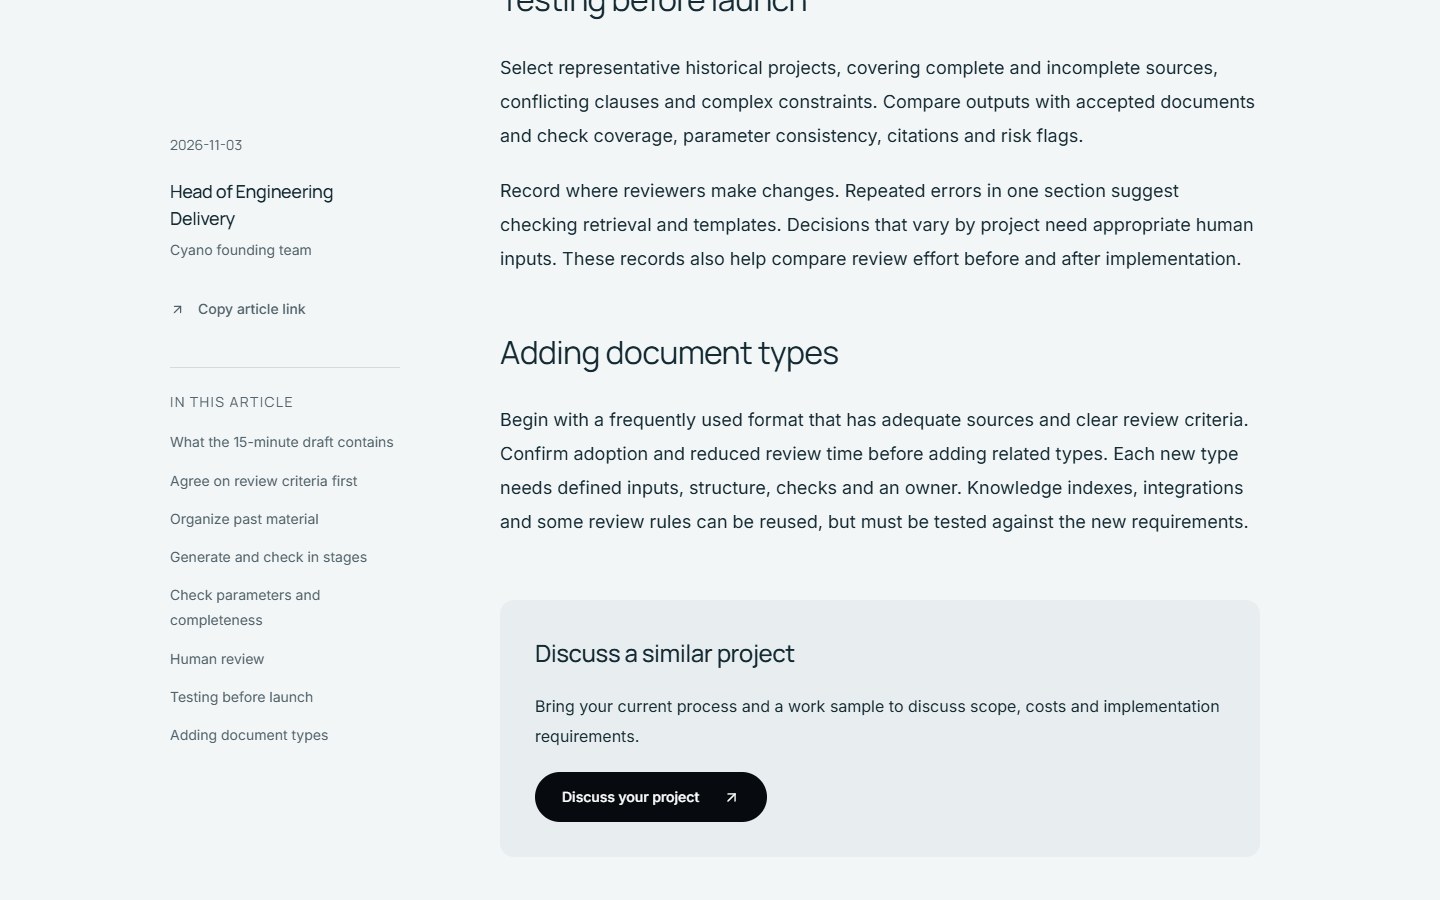 Testing before launch
Select representative historical projects, covering complete and incomplete sources,
conflicting clauses and complex constraints. Compare outputs with accepted documents
and check coverage, parameter consistency, citations and risk flags.
Record where reviewers make changes. Repeated errors in one section suggest
checking retrieval and templates. Decisions that vary by project need appropriate human
inputs. These records also help compare review effort before and after implementation.
Adding document types
Begin with a frequently used format that has adequate sources and clear review criteria.
Confirm adoption and reduced review time before adding related types. Each new type
needs defined inputs, structure, checks and an owner. Knowledge indexes, integrations
and some review rules can be reused, but must be tested against the new requirements.
Discuss a similar project
Bring your current process and a work sample to discuss scope, costs and implementation
requirements.
Discuss your project
2026-11-03
Head of Engineering
Delivery
Cyano founding team
Copy article link
IN THIS ARTICLE
What the 15-minute draft contains
Agree on review criteria first
Organize past material
Generate and check in stages
Check parameters and
completeness
Human review
Testing before launch
Adding document types